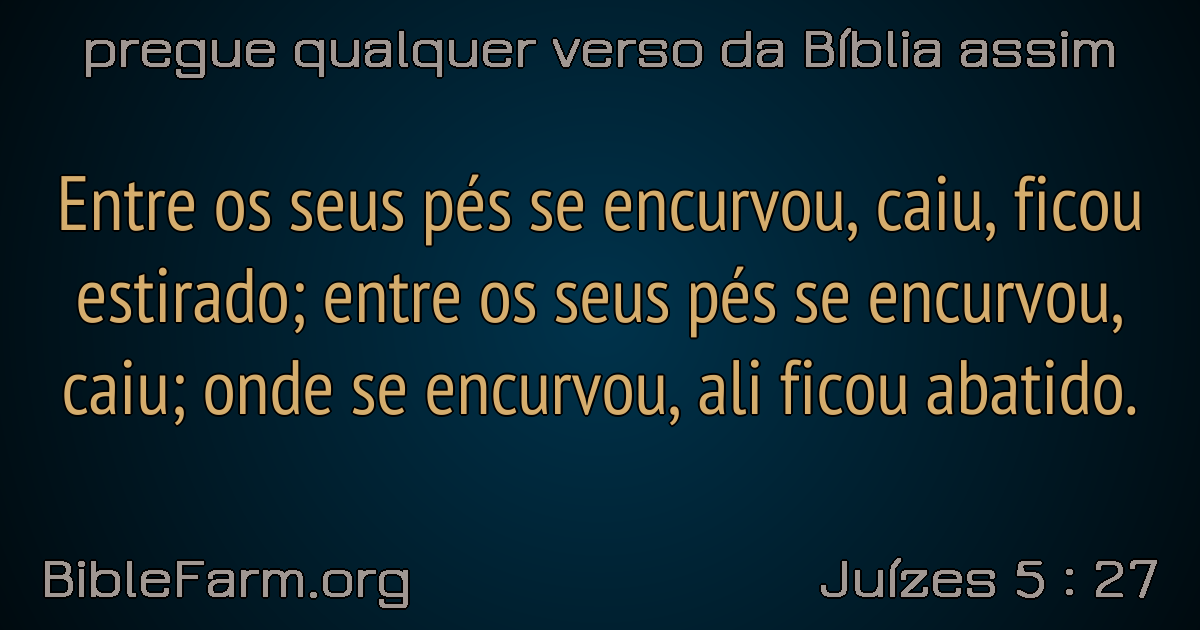 pregue qualquer verso da Bíblia assim
Entre os seus pés se encurvou, caiu, ficou
estirado; entre os seus pés se encurvou,
caiu; onde se encurvou, ali ficou abatido.
BibleFarm.org
Juízes 5 : 27